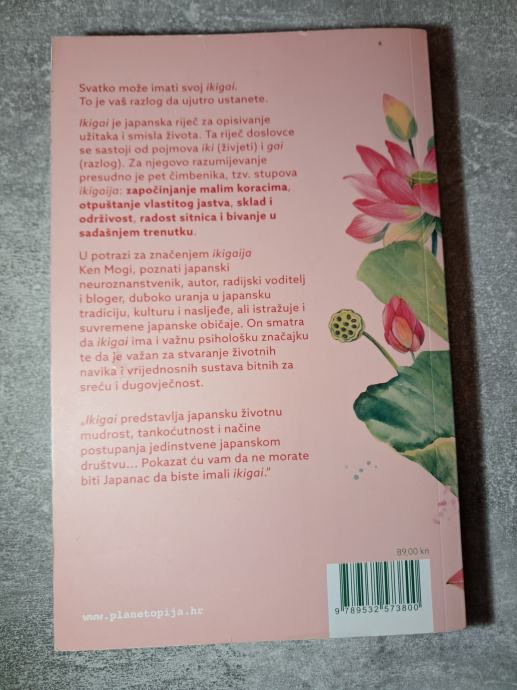 Svatko može imati svoj ikigai.
To je vaš razlog da ujutro ustanete.
Ikigai je japanska riječ za opisivanje
užitaka i smisla života. Ta riječ doslovce
se sastoji od pojmova iki (živjeti) i gai
(razlog). Za njegovo razumijevanje
presudno je pet čimbenika, tzv. stupova
ikigaija: započinjanje malim koracima,
otpuštanje vlastitog jastva, sklad i
održivost, radost sitnica i bivanje u
sadašnjem trenutku.
U potrazi za značenjem ikigaija
Ken Mogi, poznati japanski
neuroznanstvenik, autor, radijski voditelj
i bloger, duboko uranja u japansku
tradiciju, kulturu i nasljeđe, ali istražuje i
suvremene japanske običaje. On smatra
da ikigai ima i važnu psihološku značajku
te da je važan za stvaranje životnih
navika i vrijednosnih sustava bitnih za
sreću i dugovječnost.
„Ikigai predstavlja japansku životnu
mudrost, tankoćutnost i načine
postupanja jedinstvene japanskom
društvu... Pokazat ću vam da ne morate
biti Japanac da biste imali ikigai.”
89,00 kn
9 789532 573800
www.planetopija.hr